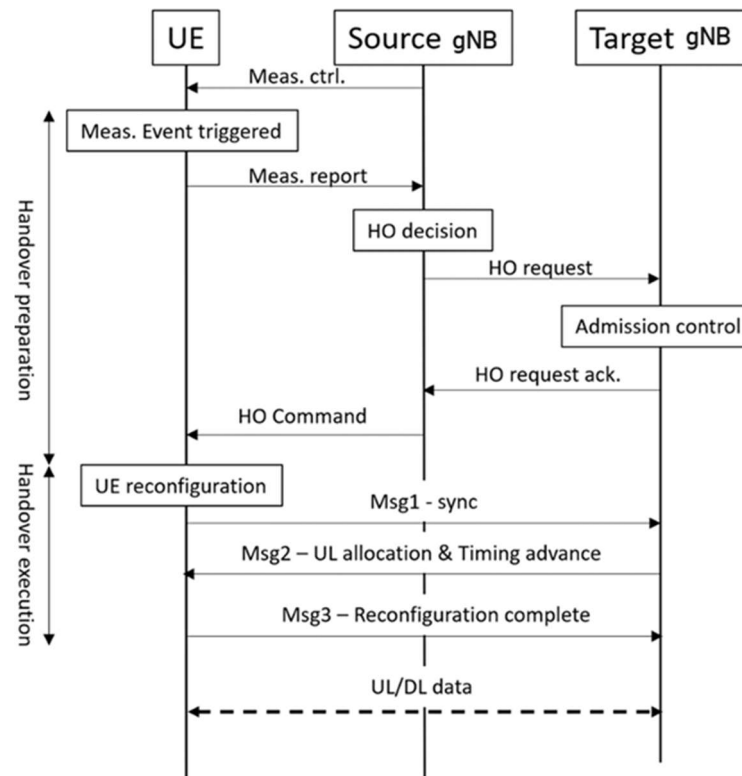 UE
Source gNB
Target gNB
Meas. ctrl.
Meas. Event triggered
Meas. report
HO decision
HO request
Admission control
HO request ack.
HO Command
Handover preparation
UE reconfiguration
Msg1 - sync
Msg2 – UL allocation & Timing advance
Msg3 – Reconfiguration complete
Handover execution
UL/DL data